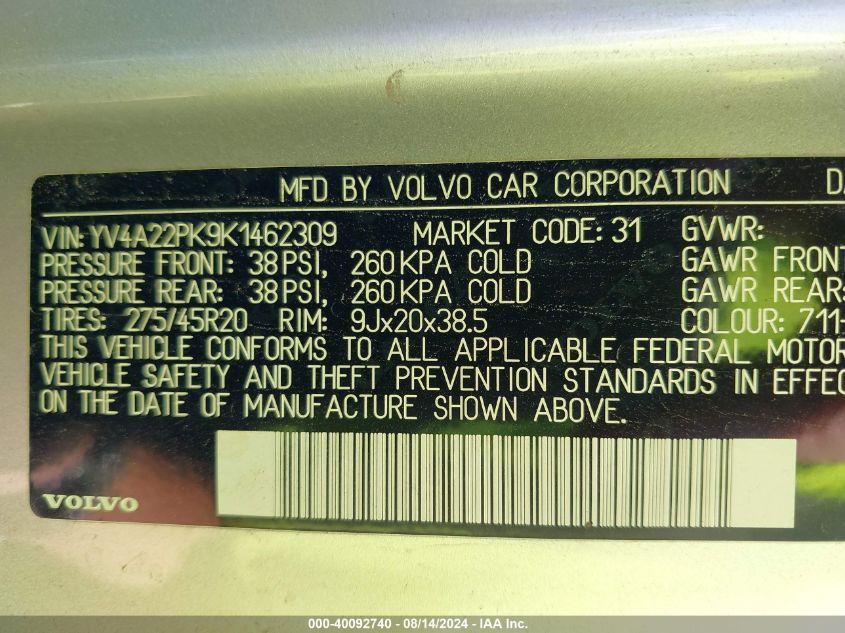 MFD BY VOLVO CAR CORPORATION
VIN: YV4A22PK9K1462309 MARKET CODE: 31 GVWR:
PRESSURE FRONT: 38 PSI, 260 KPA COLD GAWR FRONT
PRESSURE REAR: 38 PSI, 260 KPA COLD GAWR REAR:
TIRES: 275/45R20 RIM: 9Jx20x38.5 COLOUR: 711-
THIS VEHICLE CONFORMS TO ALL APPLICABLE FEDERAL MOTOR
VEHICLE SAFETY AND THEFT PREVENTION STANDARDS IN EFFEC
ON THE DATE OF MANUFACTURE SHOWN ABOVE.
VOLVO
000-40092740 - 08/14/2024 - IAA Inc.